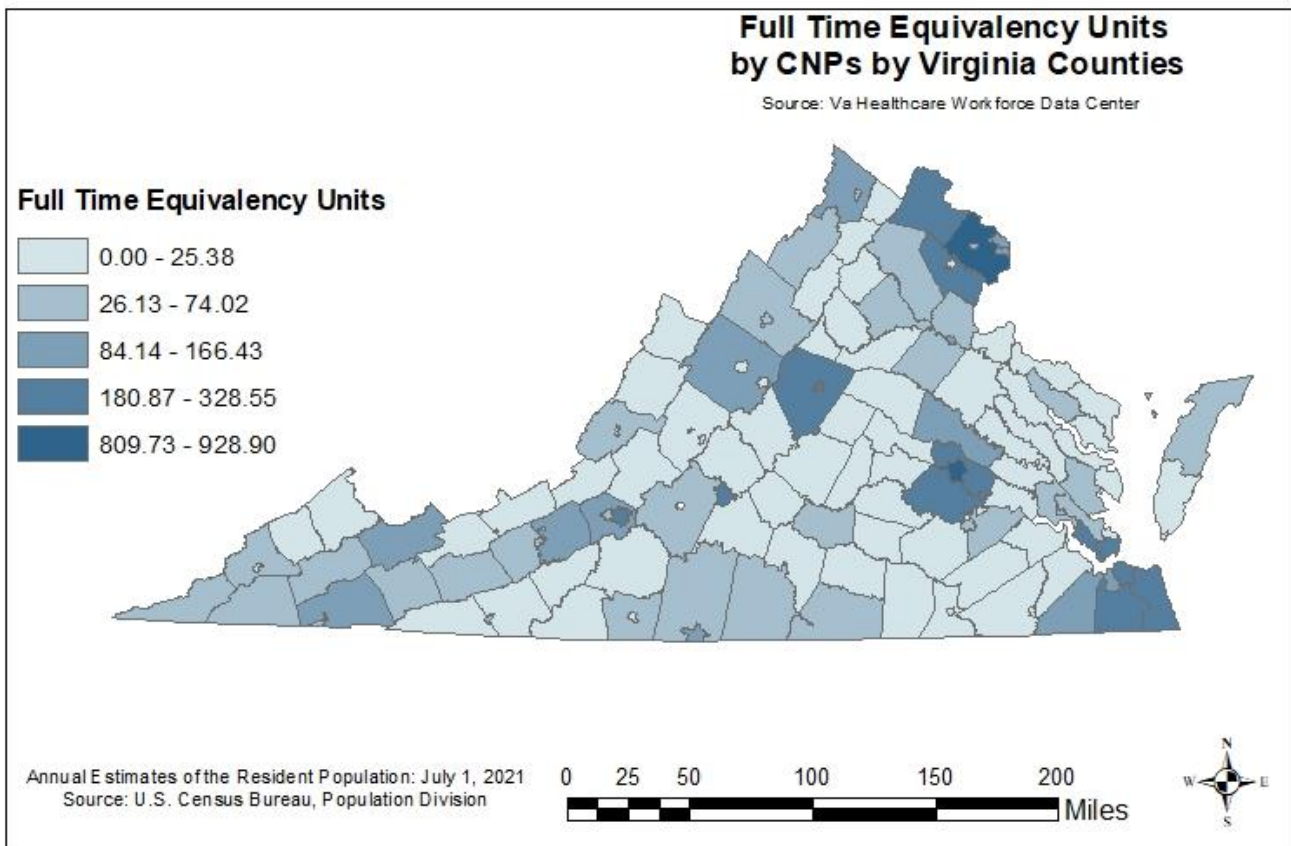 Full Time Equivalency Units
by CNPs by Virginia Counties
Source: Va Healthcare Workforce Data Center
Full Time Equivalency Units
0.00 - 25.38
26.13 - 74.02
84.14 - 166.43
180.87 - 328.55
809.73 - 928.90
Annual Estimates of the Resident Population: July 1, 2021
Source: U.S. Census Bureau, Population Division
0 25 50 100 150 200
Miles
N
W E
S